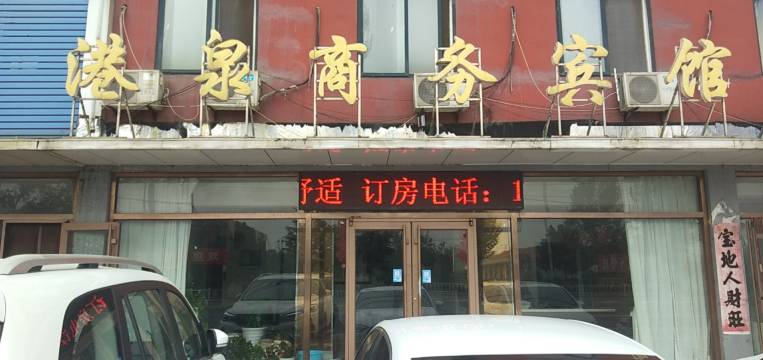 港泉商务宾馆
舒适 订房电话：1
宝地人财旺